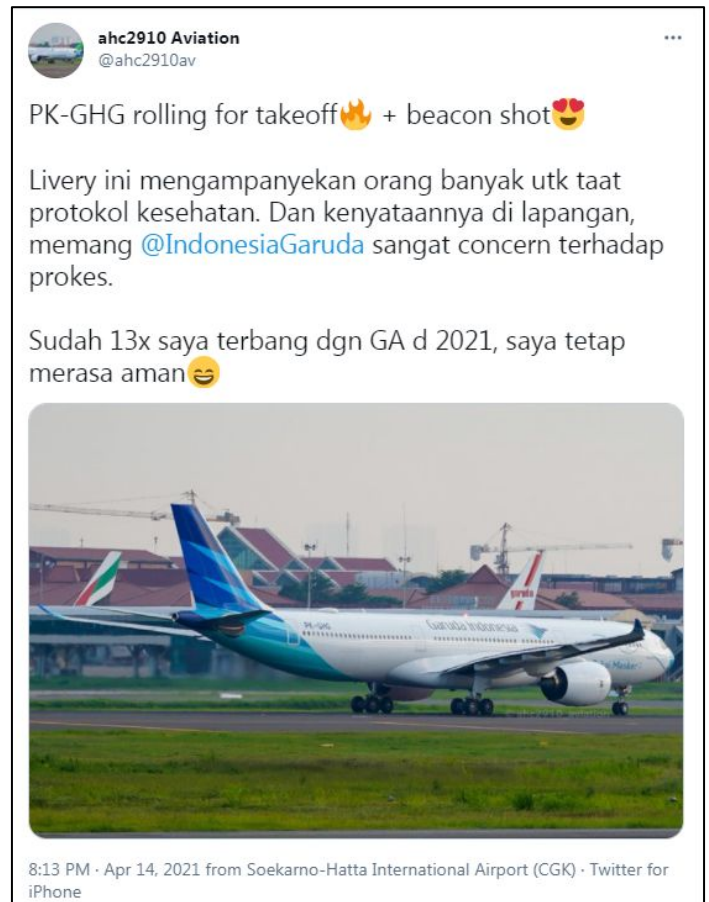 ahc2910 Aviation
@ahc2910av
PK-GHG rolling for takeoff🔥 + beacon shot😍
Livery ini mengampanyekan orang banyak utk taat
protokol kesehatan. Dan kenyataannya di lapangan,
memang @IndonesiaGaruda sangat concern terhadap
prokes.
Sudah 13x saya terbang dgn GA d 2021, saya tetap
merasa aman😄
PK-GHG
Garuda Indonesia
Masker
8:13 PM · Apr 14, 2021 from Soekarno-Hatta International Airport (CGK) · Twitter for
iPhone